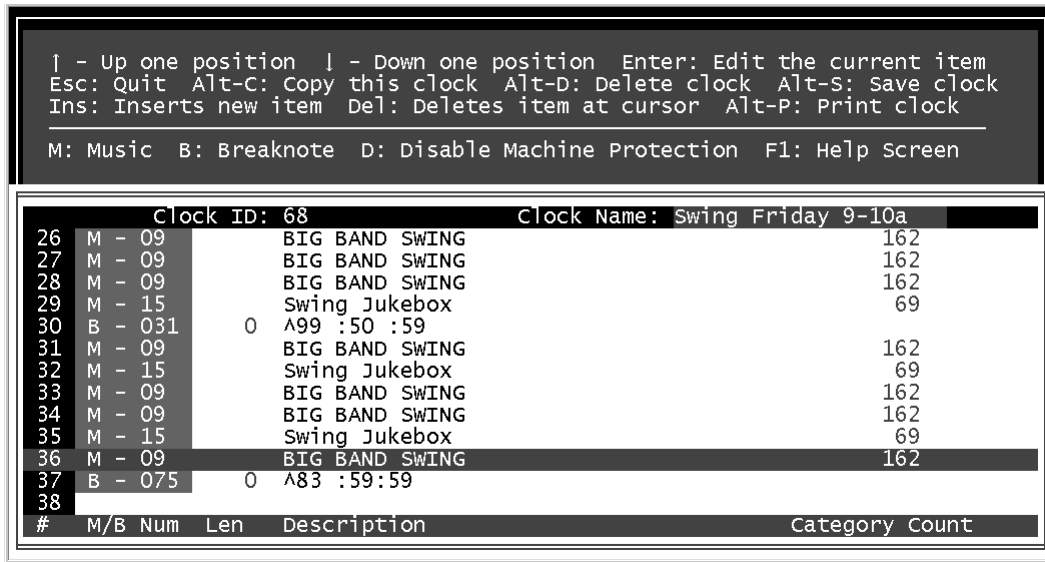 ↑ - Up one position ↓ - Down one position Enter: Edit the current item
Esc: Quit Alt-C: Copy this clock Alt-D: Delete clock Alt-S: Save clock
Ins: Inserts new item Del: Deletes item at cursor Alt-P: Print clock
M: Music B: Breaknote D: Disable Machine Protection F1: Help Screen
Clock ID: 68 Clock Name: Swing Friday 9-10a
26 M - 09 BIG BAND SWING 162
27 M - 09 BIG BAND SWING 162
28 M - 09 BIG BAND SWING 162
29 M - 15 Swing Jukebox 69
30 B - 031 0 ^99 :50 :59
31 M - 09 BIG BAND SWING 162
32 M - 15 Swing Jukebox 69
33 M - 09 BIG BAND SWING 162
34 M - 09 BIG BAND SWING 162
35 M - 15 Swing Jukebox 69
36 M - 09 BIG BAND SWING 162
37 B - 075 0 ^83 :59:59
38
# M/B Num Len Description Category Count